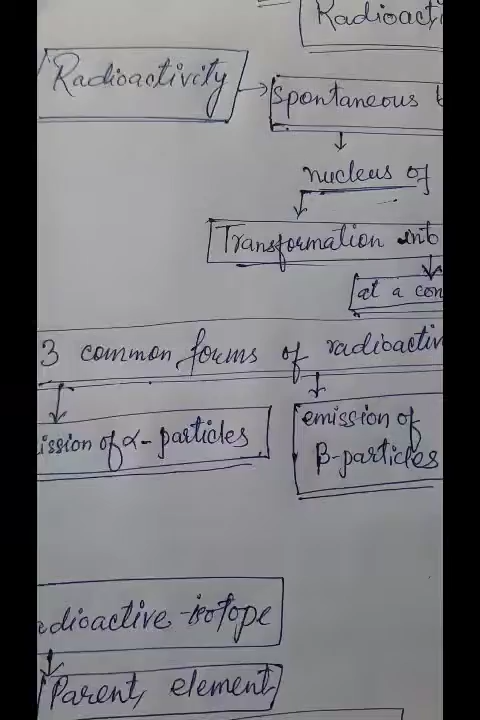 Radioacti
Radioactivity
spontaneous
nucleus of
Transformation into
at a con
3 common forms of radioactiv
ission of α-particles
emission of
β-particles
adioactive isotope
Parent element